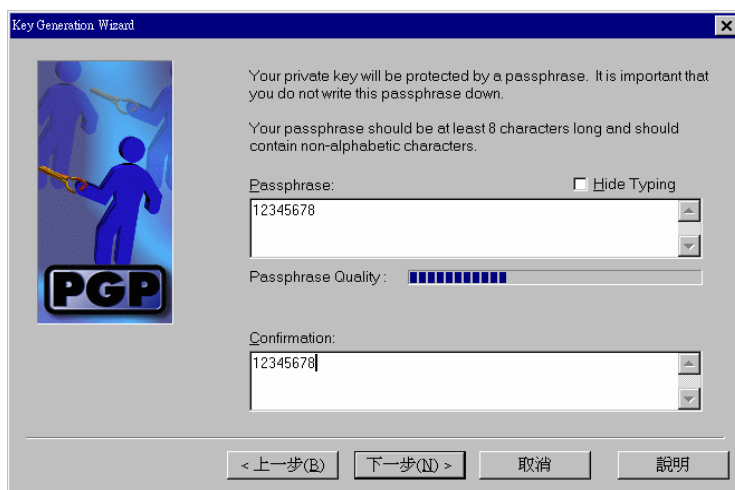 Key Generation Wizard
Your private key will be protected by a passphrase. It is important that
you do not write this passphrase down.
Your passphrase should be at least 8 characters long and should
contain non-alphabetic characters.
Passphrase:
Hide Typing
12345678
Passphrase Quality :
PGP
Confirmation:
12345678
< 上一步(B)
下一步(N) >
取消
說明